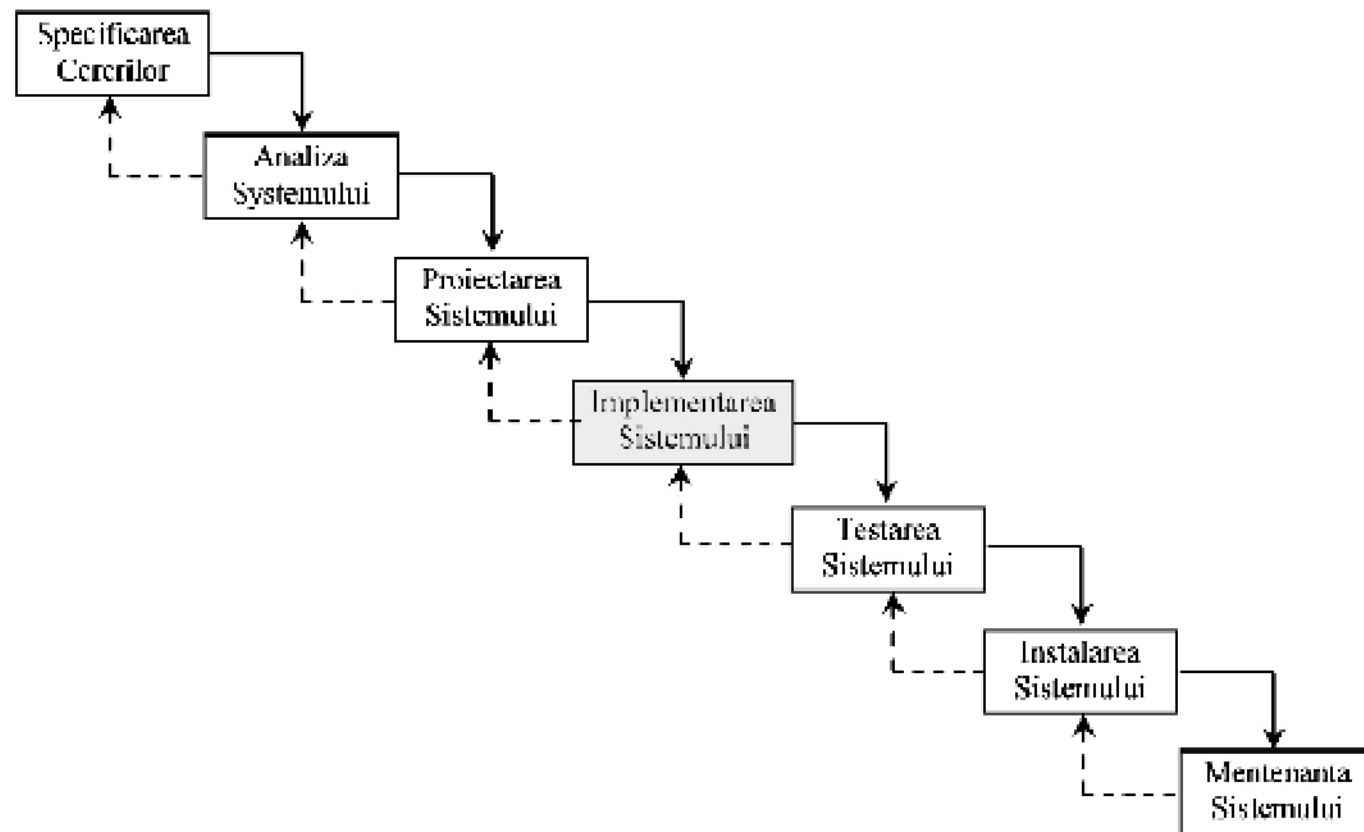 Specificarea
Cererilor
Analiza
Systemului
Proiectarea
Sistemului
Implementarea
Sistemului
Testarea
Sistemului
Instalarea
Sistemului
Mentenanta
Sistemului